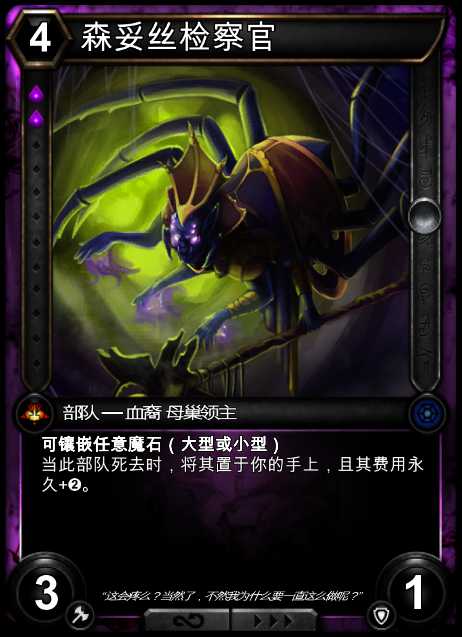 4 森妥丝检察官
部队 — 血裔 母巢领主
可镶嵌任意魔石（大型或小型）
当此部队死去时，将其置于你的手上，且其费用永
久+❷。
3
1
“这会痒么？当然了，不然我为什么要一直这么做呢？”